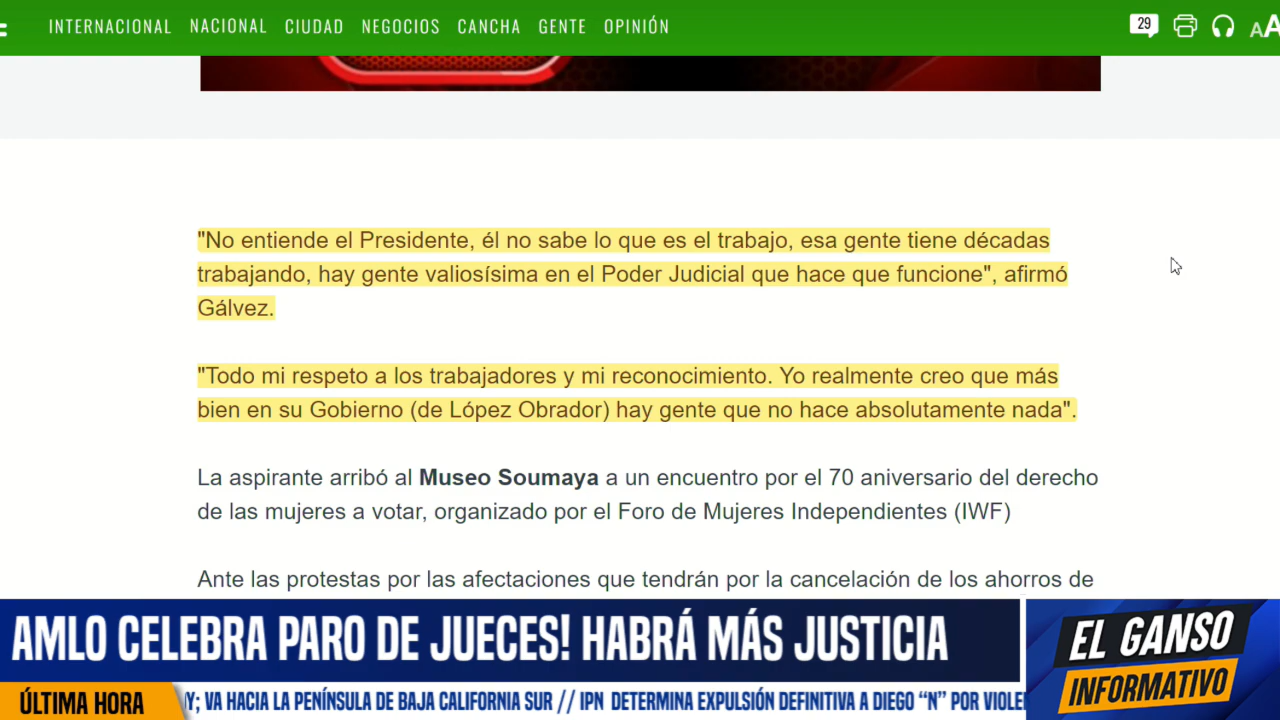 INTERNACIONAL NACIONAL CIUDAD NEGOCIOS CANCHA GENTE OPINIÓN
29
AA
"No entiende el Presidente, él no sabe lo que es el trabajo, esa gente tiene décadas
trabajando, hay gente valiosísima en el Poder Judicial que hace que funcione", afirmó
Gálvez.
"Todo mi respeto a los trabajadores y mi reconocimiento. Yo realmente creo que más
bien en su Gobierno (de López Obrador) hay gente que no hace absolutamente nada".
La aspirante arribó al Museo Soumaya a un encuentro por el 70 aniversario del derecho
de las mujeres a votar, organizado por el Foro de Mujeres Independientes (IWF)
Ante las protestas por las afectaciones que tendrán por la cancelación de los ahorros de
AMLO CELEBRA PARO DE JUECES! HABRÁ MÁS JUSTICIA
EL GANSO
INFORMATIVO
ÚLTIMA HORA
Y; VA HACIA LA PENÍNSULA DE BAJA CALIFORNIA SUR // IPN DETERMINA EXPULSIÓN DEFINITIVA A DIEGO “N” POR VIOLE